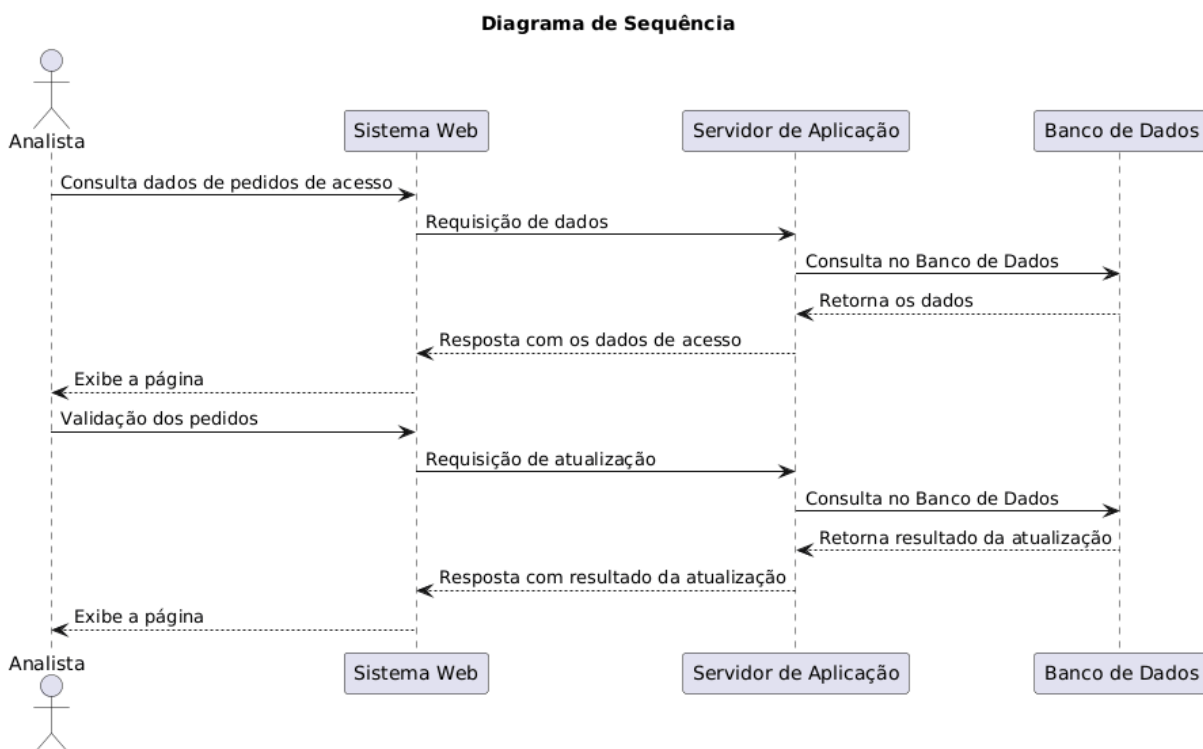 Diagrama de Sequência
Analista
Sistema Web
Servidor de Aplicação
Banco de Dados
Consulta dados de pedidos de acesso
Requisição de dados
Consulta no Banco de Dados
Retorna os dados
Resposta com os dados de acesso
Exibe a página
Validação dos pedidos
Requisição de atualização
Consulta no Banco de Dados
Retorna resultado da atualização
Resposta com resultado da atualização
Exibe a página
Analista
Sistema Web
Servidor de Aplicação
Banco de Dados